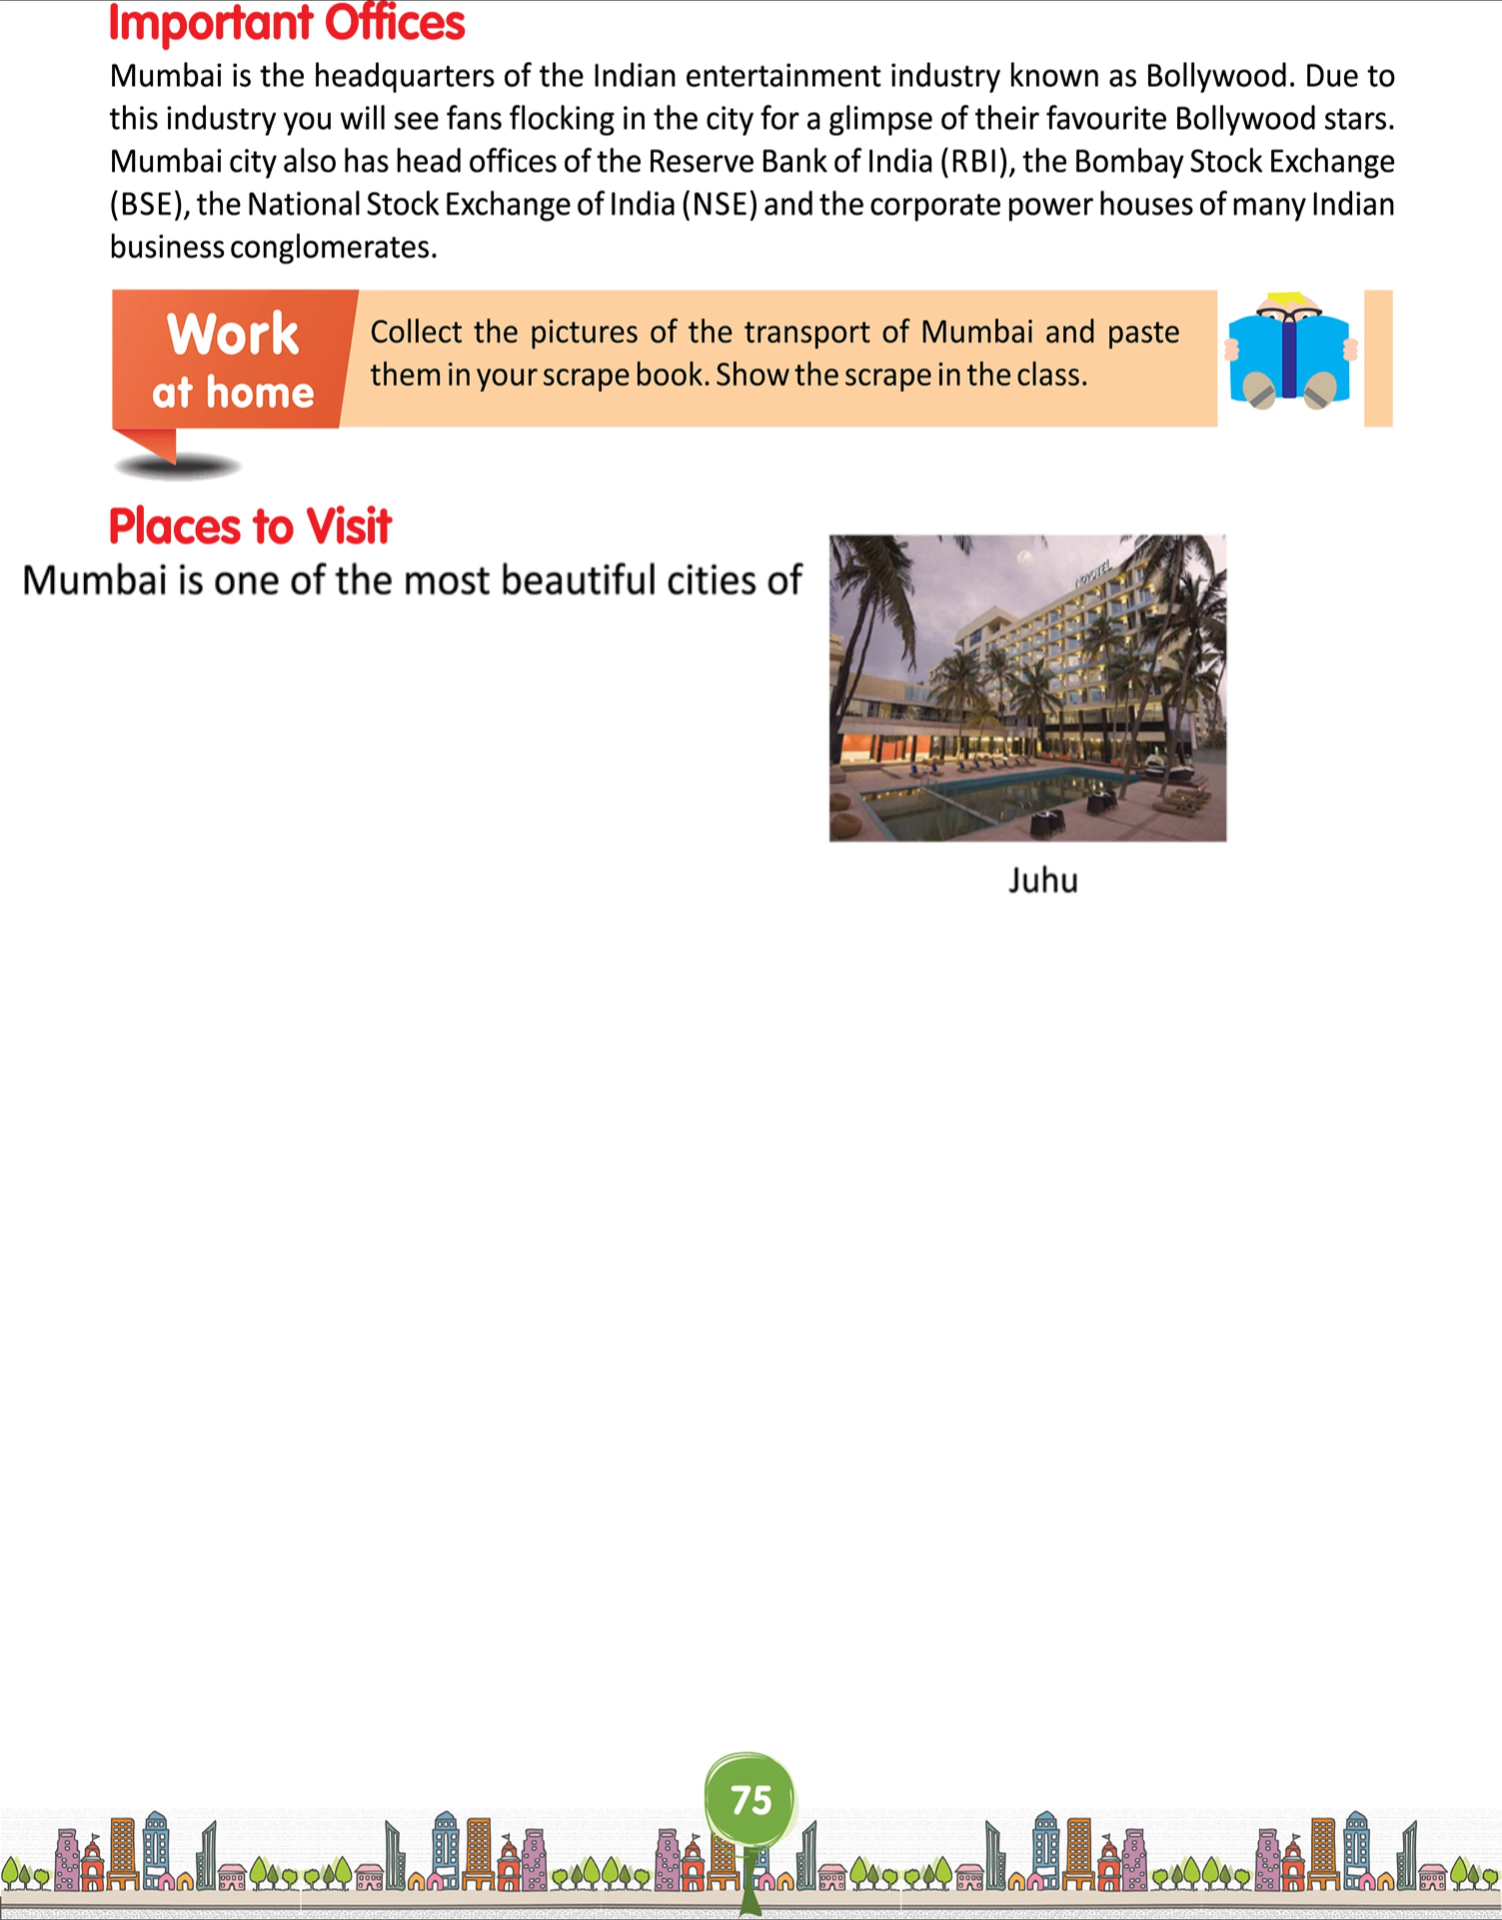 Important Offices
Mumbai is the headquarters of the Indian entertainment industry known as Bollywood. Due to
this industry you will see fans flocking in the city for a glimpse of their favourite Bollywood stars.
Mumbai city also has head offices of the Reserve Bank of India (RBI), the Bombay Stock Exchange
(BSE), the National Stock Exchange of India (NSE) and the corporate power houses of many Indian
business conglomerates.
Work
at home
Collect the pictures of the transport of Mumbai and paste
them in your scrape book. Show the scrape in the class.
Places to Visit
Mumbai is one of the most beautiful cities of
NOVOTEL
Juhu
75